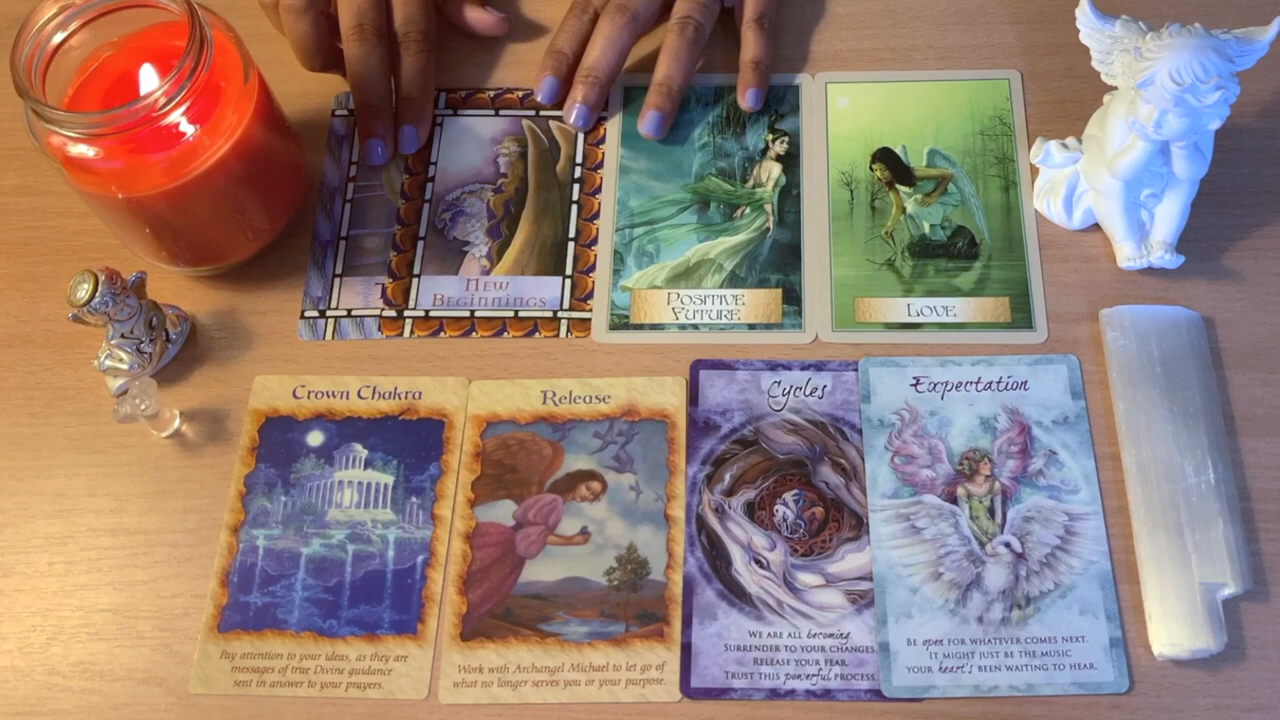 New
Beginnings
Positive
Future
Love
Crown Chakra
Pay attention to your ideas, as they are
messages of true Divine guidance
sent in answer to your prayers.
Release
Work with Archangel Michael to let go of
what no longer serves you or your purpose.
Cycles
We are all becoming.
Surrender to your changes.
Release your fear.
Trust this powerful process.
Expectation
Be open for whatever comes next.
It might just be the music
your heart's been waiting to hear.